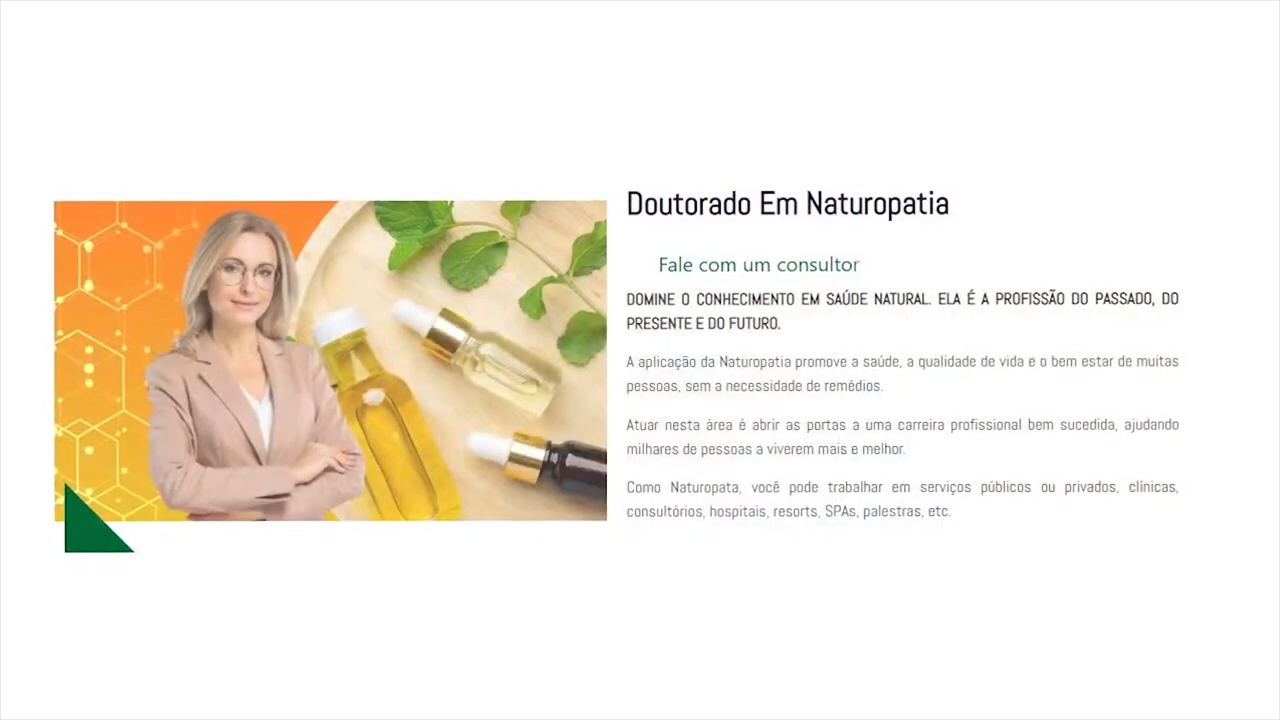 Doutorado Em Naturopatia
Fale com um consultor
DOMINE O CONHECIMENTO EM SAÚDE NATURAL. ELA É A PROFISSÃO DO PASSADO, DO
PRESENTE E DO FUTURO.
A aplicação da Naturopatia promove a saúde, a qualidade de vida e o bem estar de muitas
pessoas, sem a necessidade de remédios.
Atuar nesta área é abrir as portas a uma carreira profissional bem sucedida, ajudando
milhares de pessoas a viverem mais e melhor.
Como Naturopata, você pode trabalhar em serviços públicos ou privados, clínicas,
consultórios, hospitais, resorts, SPAs, palestras, etc.